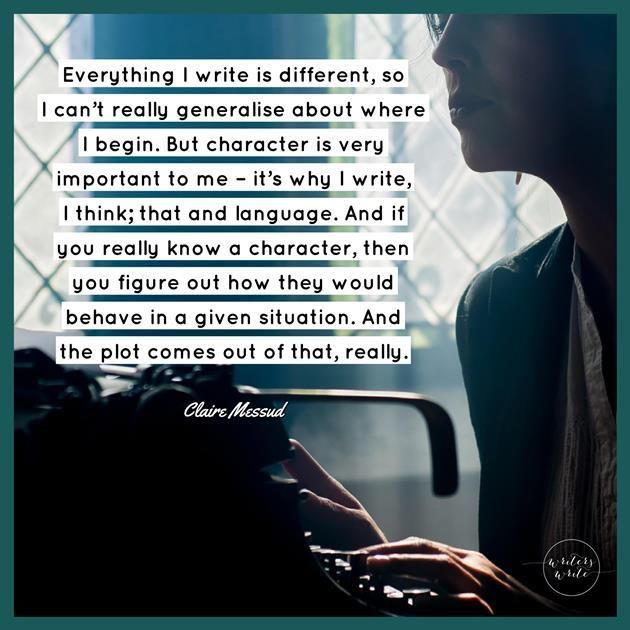 Everything I write is different, so
I can't really generalise about where
I begin. But character is very
important to me – it's why I write,
I think; that and language. And if
you really know a character, then
you figure out how they would
behave in a given situation. And
the plot comes out of that, really.
Claire Messud
writers
write